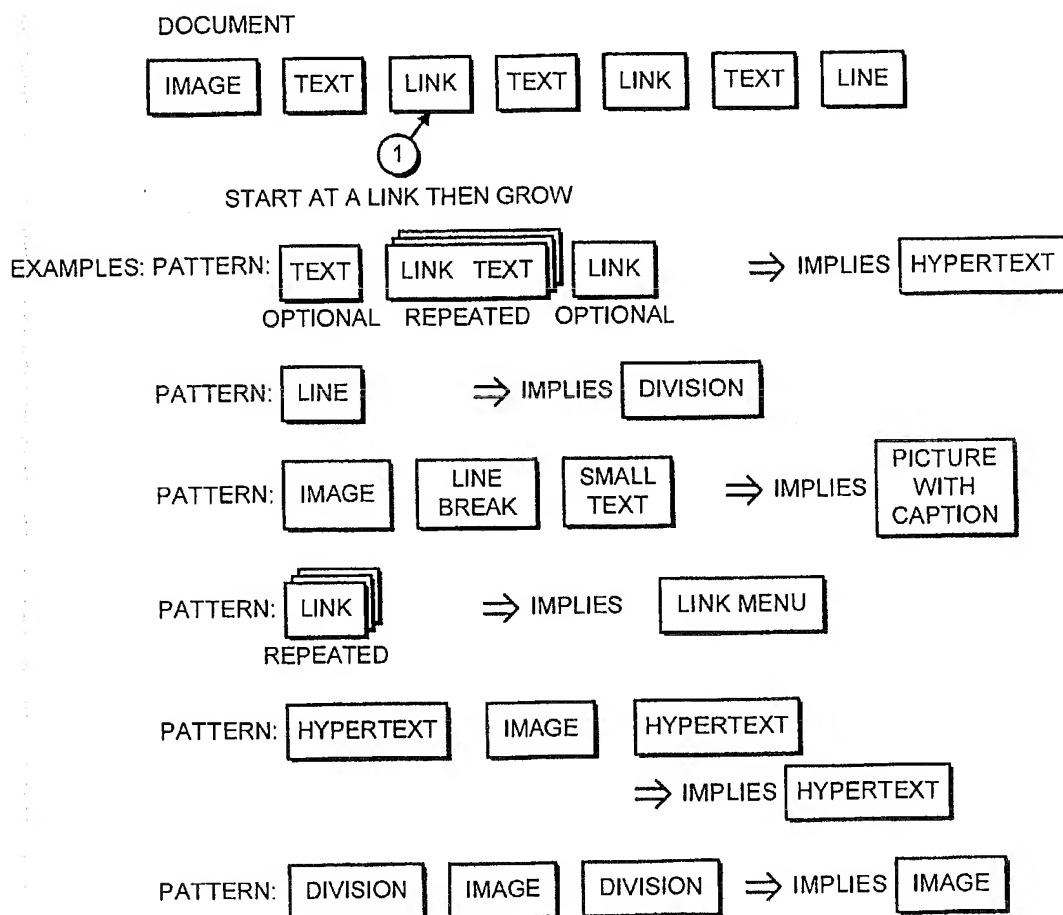 DOCUMENT
IMAGE TEXT LINK TEXT LINK TEXT LINE
1
START AT A LINK THEN GROW
EXAMPLES: PATTERN: TEXT LINK TEXT LINK ⇒ IMPLIES HYPERTEXT
OPTIONAL REPEATED OPTIONAL
PATTERN: LINE ⇒ IMPLIES DIVISION
PATTERN: IMAGE LINE BREAK SMALL TEXT ⇒ IMPLIES PICTURE WITH CAPTION
PATTERN: LINK ⇒ IMPLIES LINK MENU
REPEATED
PATTERN: HYPERTEXT IMAGE HYPERTEXT
⇒ IMPLIES HYPERTEXT
PATTERN: DIVISION IMAGE DIVISION ⇒ IMPLIES IMAGE